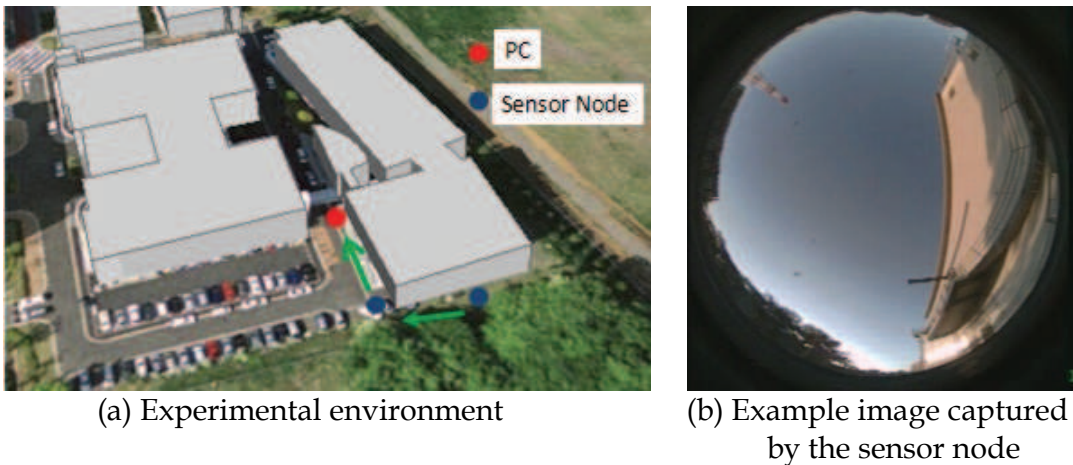 PC
Sensor Node
(a) Experimental environment
(b) Example image captured
by the sensor node